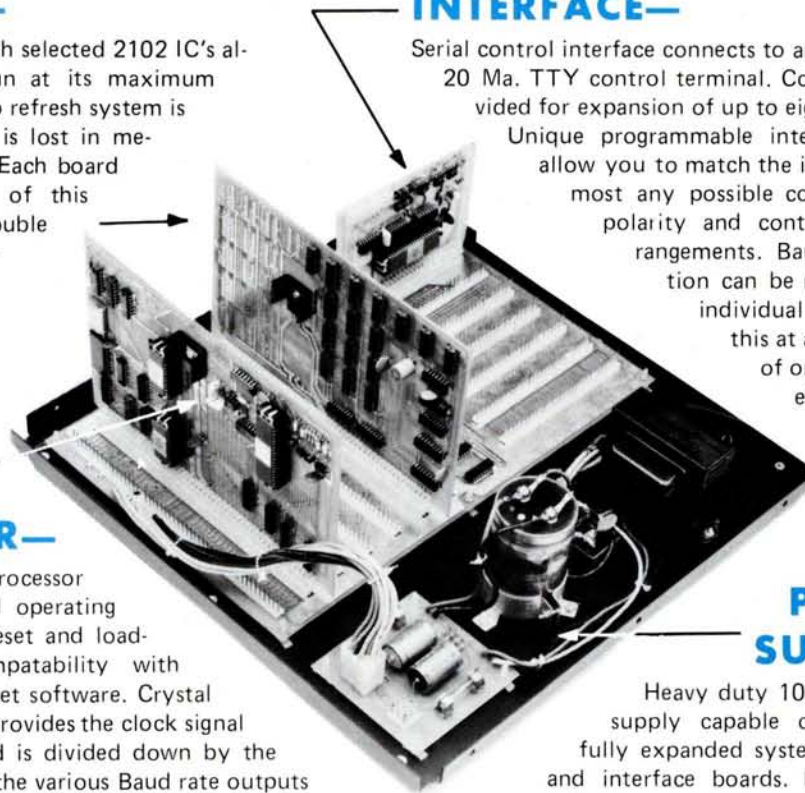 selected 2102 IC's al-
at its maximum
refresh system is
is lost in me-
Each board
of this
INTERFACE—
Serial control interface connects to a
20 Ma. TTY control terminal. Co
vided for expansion of up to eig
Unique programmable inte
allow you to match the i
most any possible co
polarity and cont
rangements. Bau
tion can be
individual
this at
of o
e
R—
rocessor
operating
eset and load-
mpatability with
et software. Crystal
provides the clock signal
d is divided down by the
the various Baud rate outputs
P
SU
Heavy duty 10
supply capable o
fully expanded syste
and interface boards.